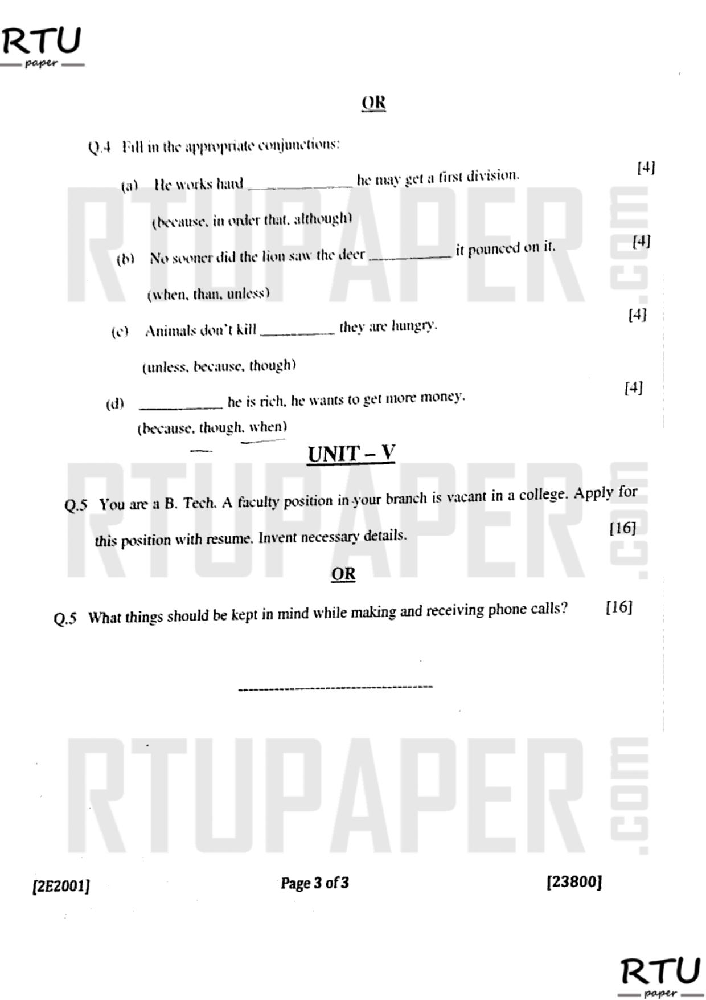 RTU
paper
OR
Q.4 Fill in the appropriate conjunctions:
(a) He works hard ____________ he may get a first division. [4]
(because, in order that, although)
(b) No sooner did the lion saw the deer __________ it pounced on it. [4]
(when, than, unless)
(c) Animals don't kill _________ they are hungry. [4]
(unless, because, though)
(d) __________ he is rich, he wants to get more money. [4]
(because, though, when)
UNIT – V
Q.5 You are a B. Tech. A faculty position in your branch is vacant in a college. Apply for
this position with resume. Invent necessary details. [16]
OR
Q.5 What things should be kept in mind while making and receiving phone calls? [16]
--------------------------------------
RTUPAPER.com
RTUPAPER.com
RTUPAPER.com
[2E2001] Page 3 of 3 [23800]
RTU
paper